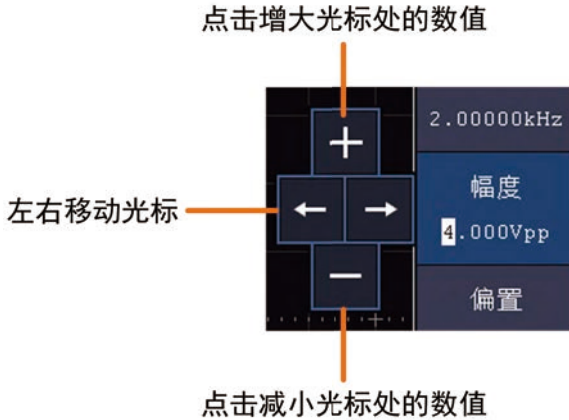 点击增大光标处的数值
2.00000kHz
幅度
左右移动光标
4.000Vpp
偏置
点击减小光标处的数值